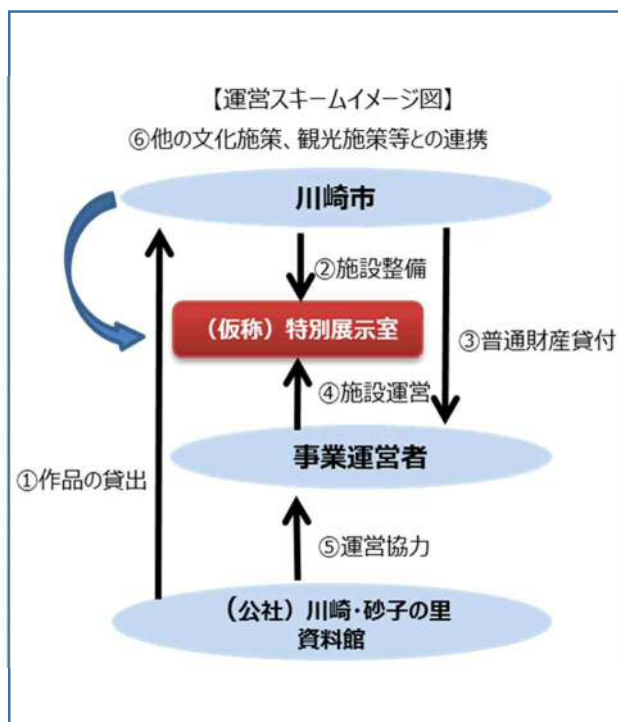 【運営スキームイメージ図】
⑥他の文化施策、観光施策等との連携
川崎市
②施設整備
（仮称）特別展示室
③普通財産貸付
④施設運営
事業運営者
①作品の貸出
⑤運営協力
（公社）川崎・砂子の里
資料館